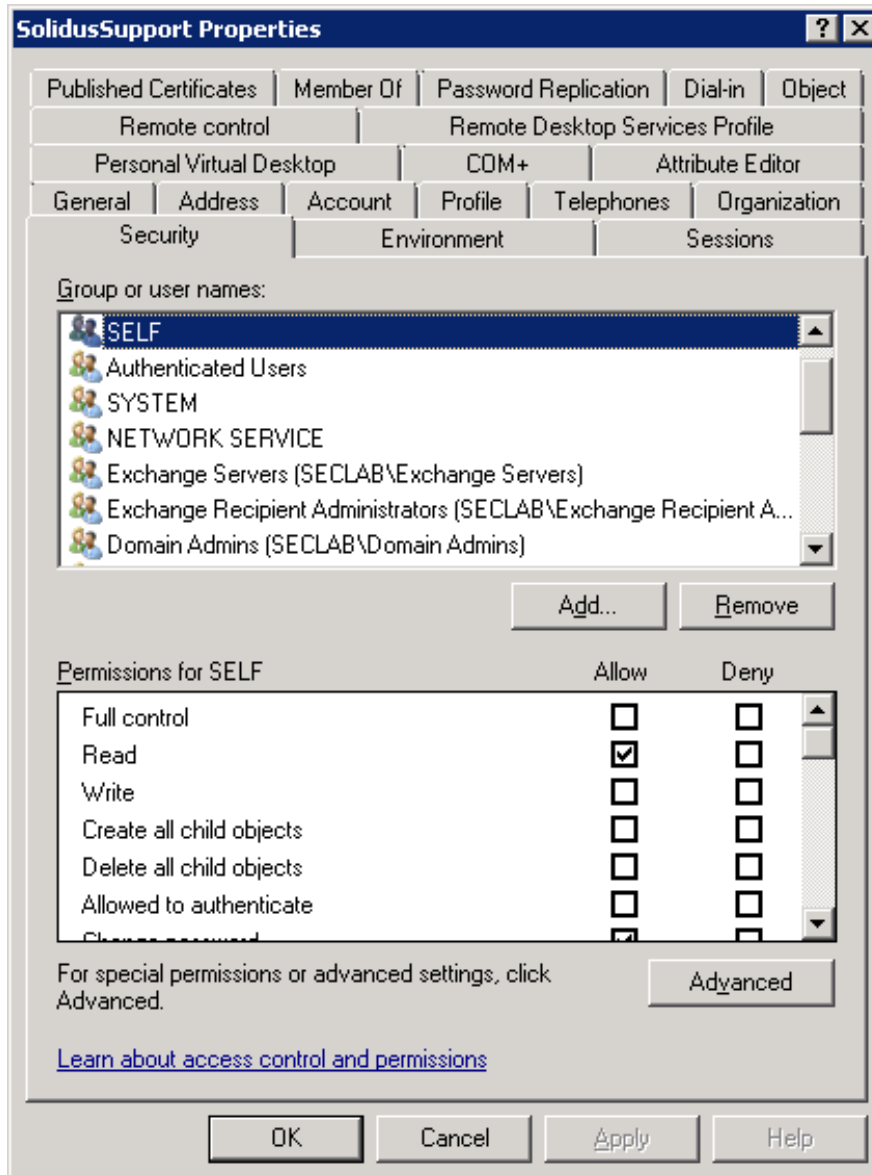 SolidusSupport Properties
Published Certificates Member Of Password Replication Dial-in Object
Remote control Remote Desktop Services Profile
Personal Virtual Desktop COM+ Attribute Editor
General Address Account Profile Telephones Organization
Security Environment Sessions
Group or user names:
SELF
Authenticated Users
SYSTEM
NETWORK SERVICE
Exchange Servers (SECLAB\Exchange Servers)
Exchange Recipient Administrators (SECLAB\Exchange Recipient A...
Domain Admins (SECLAB\Domain Admins)
Add... Remove
Permissions for SELF Allow Deny
Full control
Read
Write
Create all child objects
Delete all child objects
Allowed to authenticate
Change password
For special permissions or advanced settings, click
Advanced.
Advanced
Learn about access control and permissions
OK Cancel Apply Help